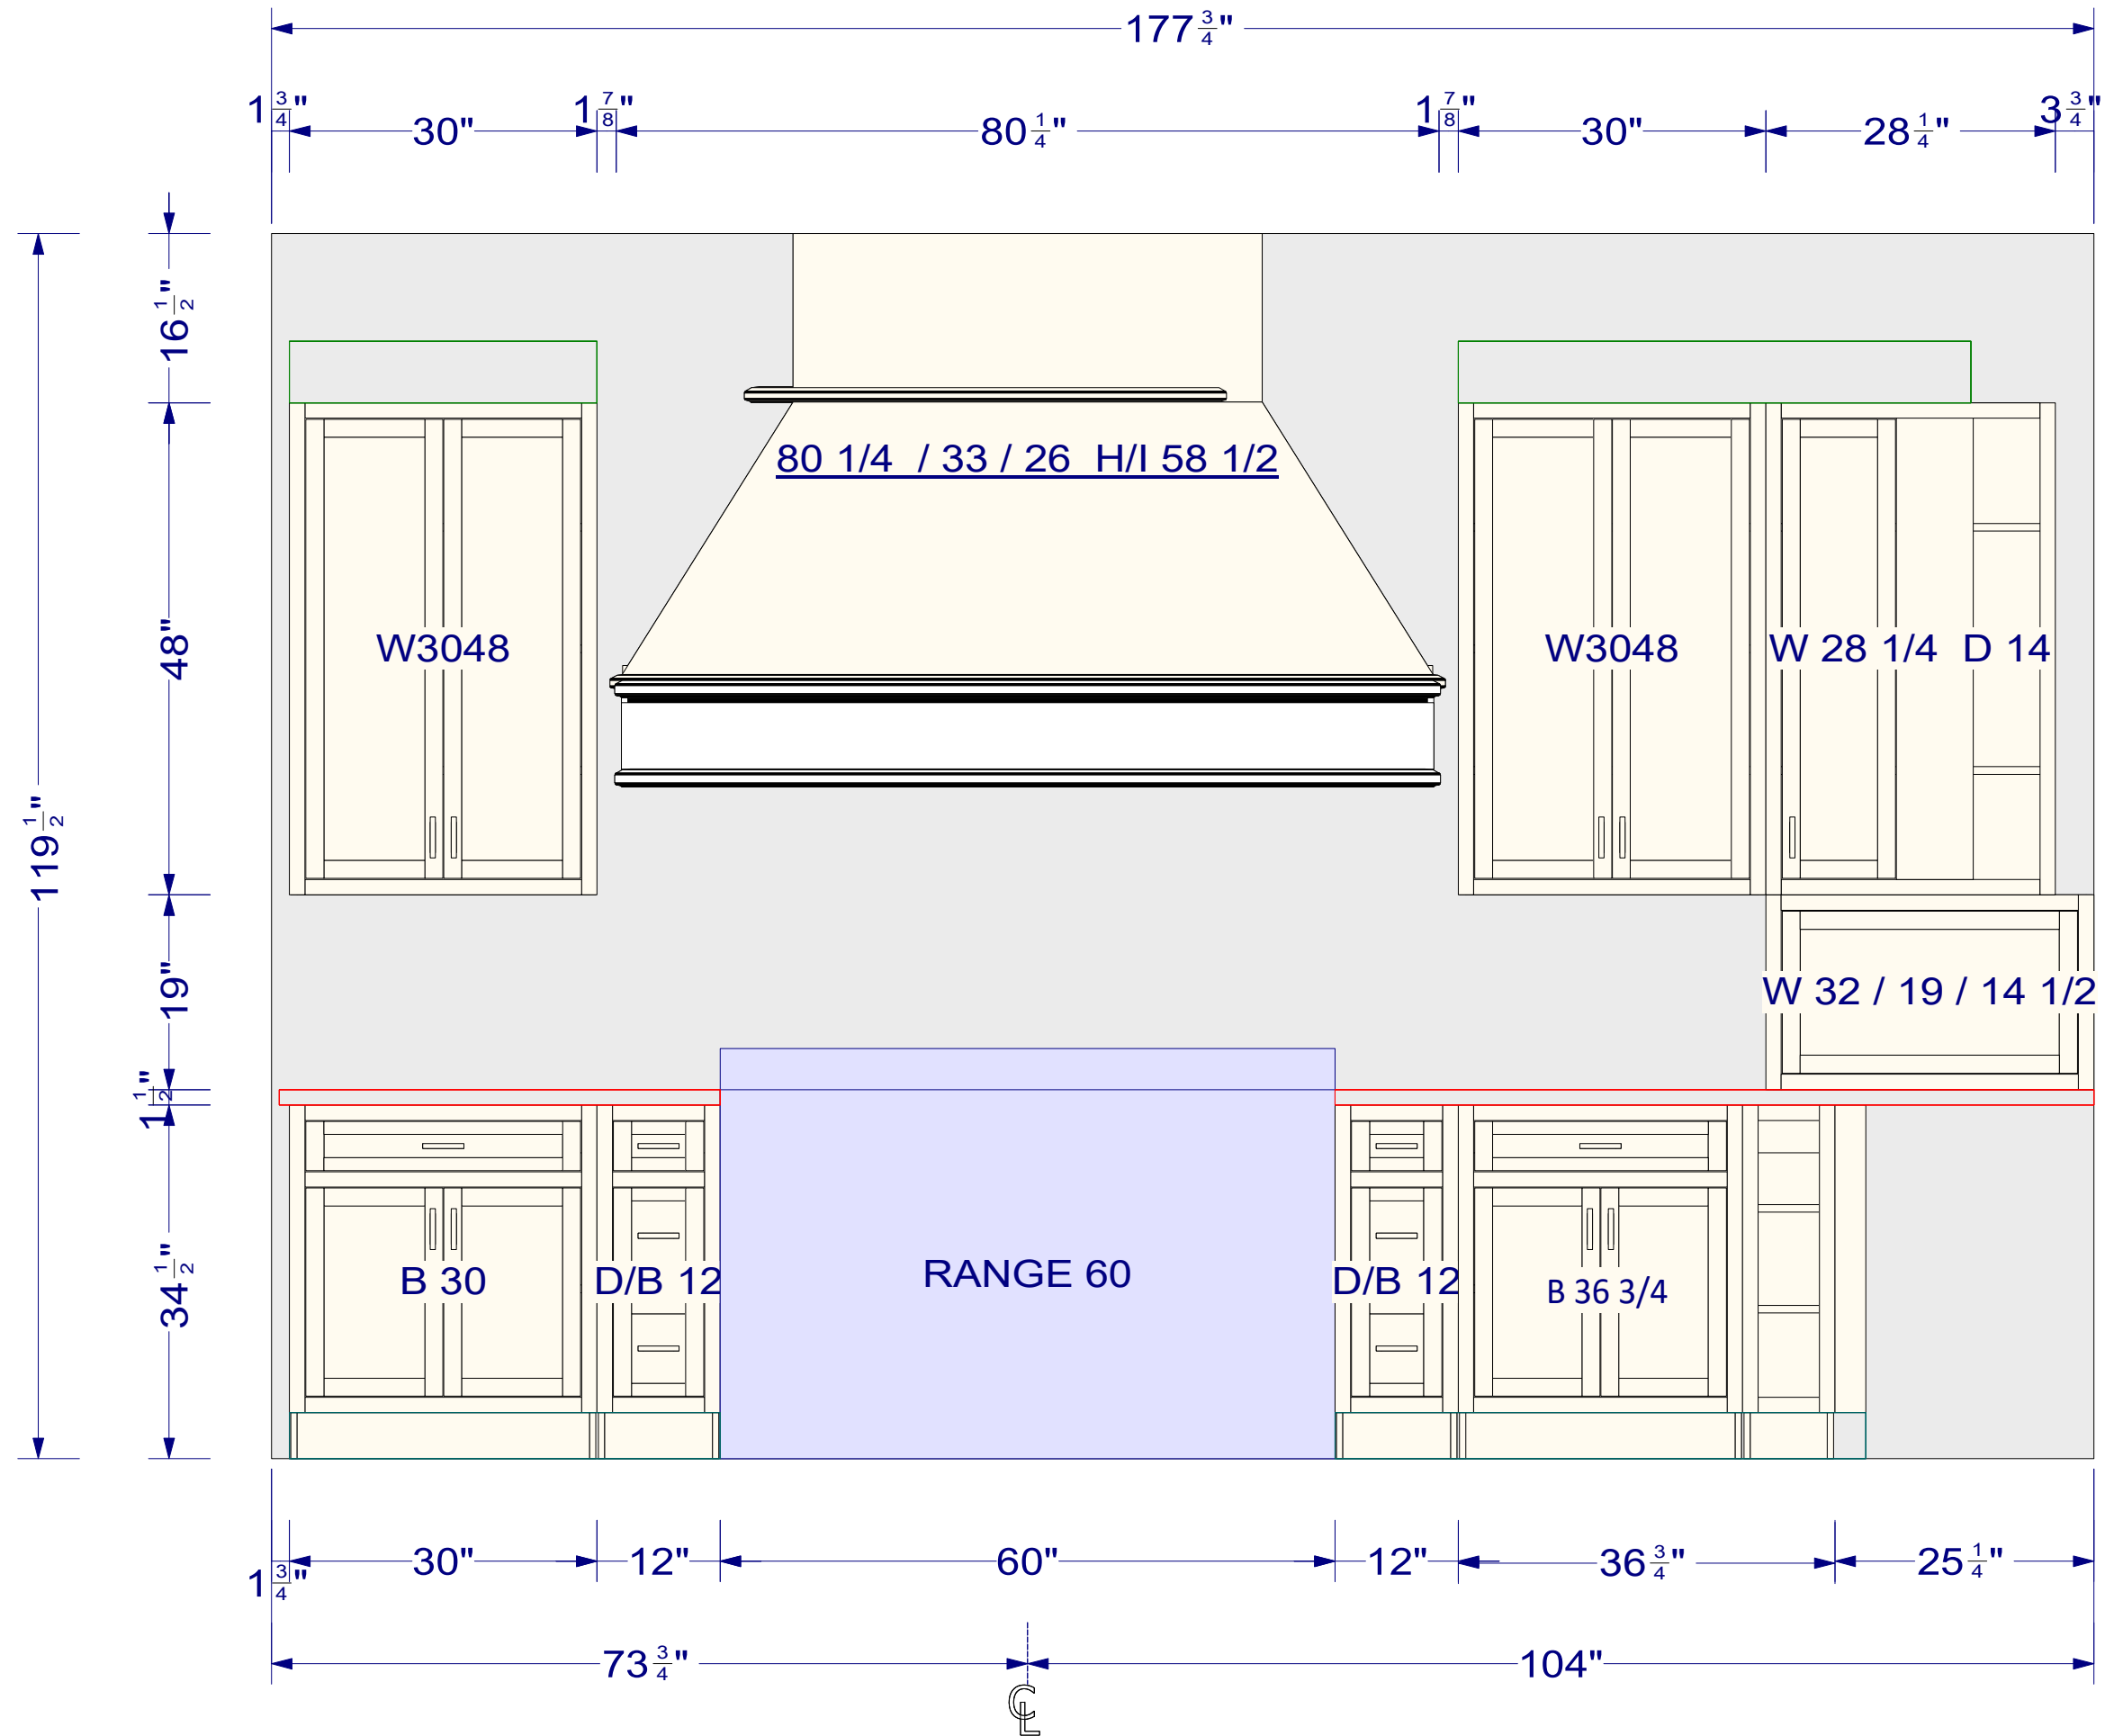 177 3/4"
1 3/4"
30"
1 7/8"
80 1/4"
1 7/8"
30"
28 1/4"
3 3/4"
119 1/2"
16 1/2"
48"
19"
1 1/2"
34 1/2"
80 1/4 / 33 / 26 H/I 58 1/2
W3048
W3048
W 28 1/4 D 14
W 32 / 19 / 14 1/2
B 30
D/B 12
RANGE 60
D/B 12
B 36 3/4
1 3/4"
30"
12"
60"
12"
36 3/4"
25 1/4"
73 3/4"
104"
CL